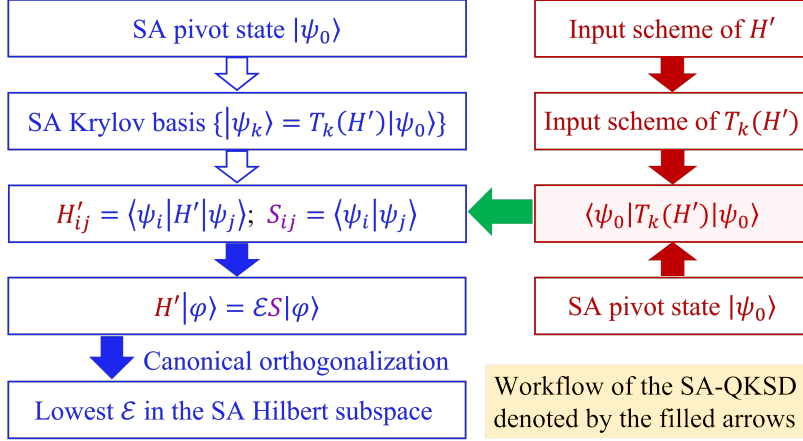 SA pivot state |ψ₀⟩
SA Krylov basis {|ψₖ⟩ = Tₖ(H′)|ψ₀⟩}
H′ᵢⱼ = ⟨ψᵢ|H′|ψⱼ⟩; Sᵢⱼ = ⟨ψᵢ|ψⱼ⟩
H′|φ⟩ = ℰS|φ⟩
Canonical orthogonalization
Lowest ℰ in the SA Hilbert subspace
Input scheme of H′
Input scheme of Tₖ(H′)
⟨ψ₀|Tₖ(H′)|ψ₀⟩
SA pivot state |ψ₀⟩
Workflow of the SA-QKSD
denoted by the filled arrows